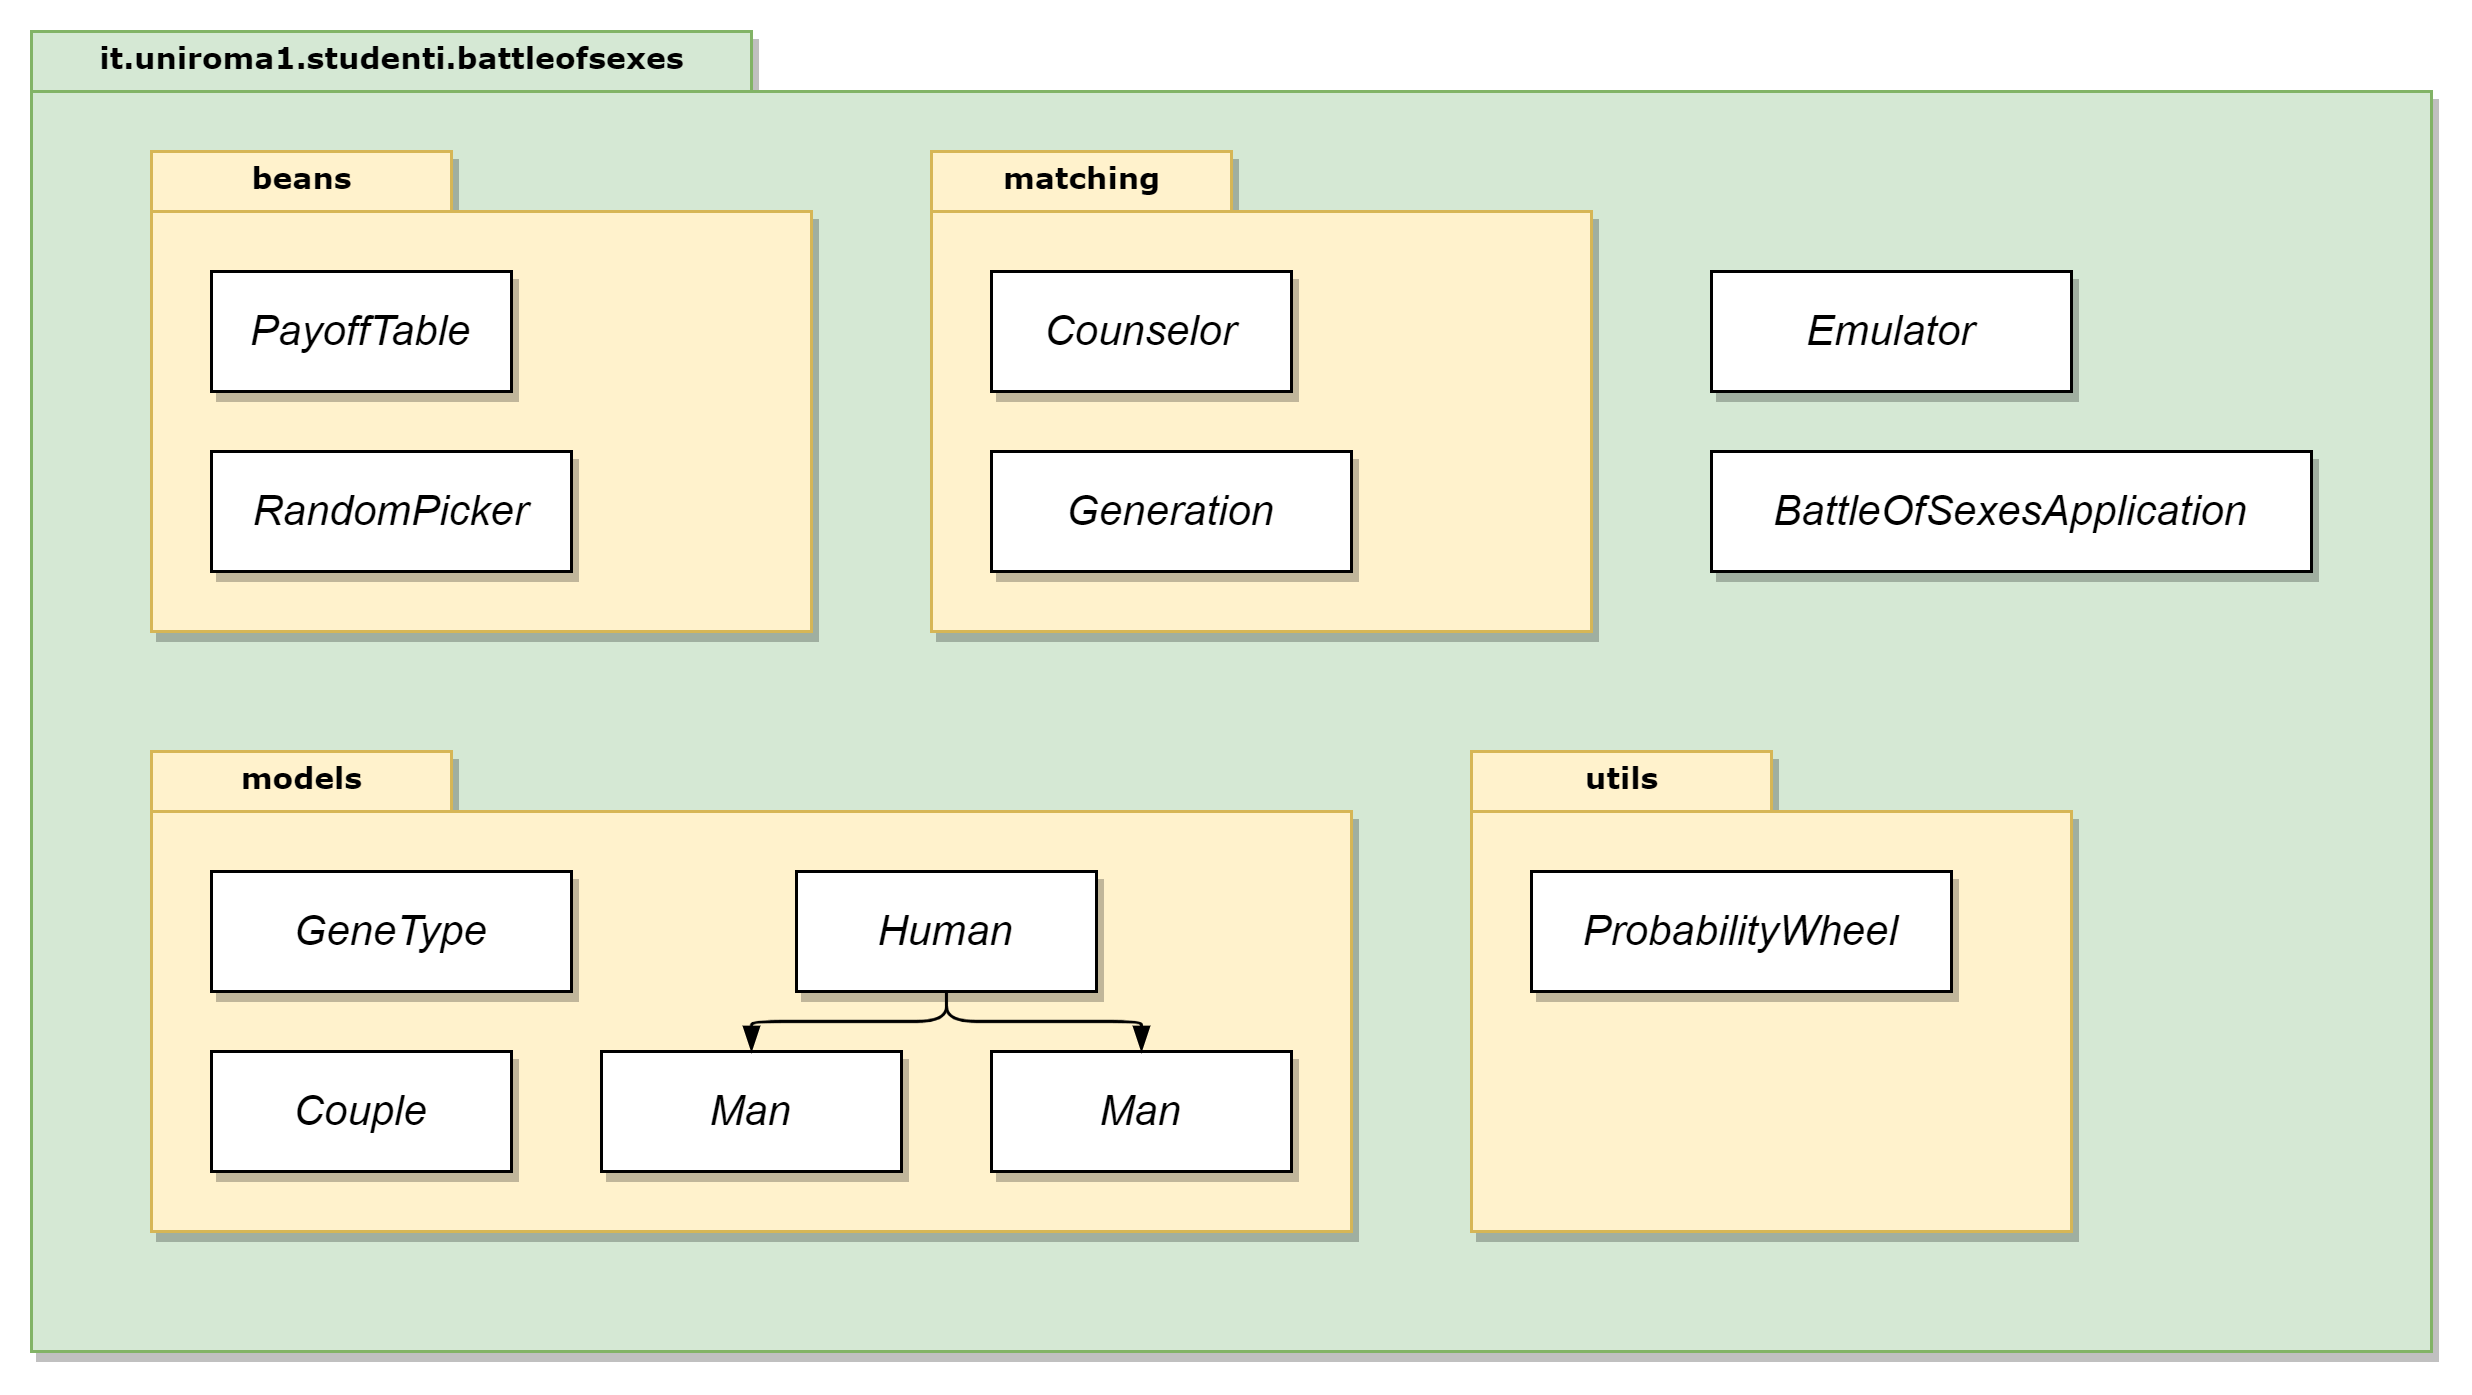 it.uniroma1.studenti.battleofsexes
beans
PayoffTable
RandomPicker
matching
Counselor
Generation
Emulator
BattleOfSexesApplication
models
GeneType
Human
Couple
Man
Man
utils
ProbabilityWheel